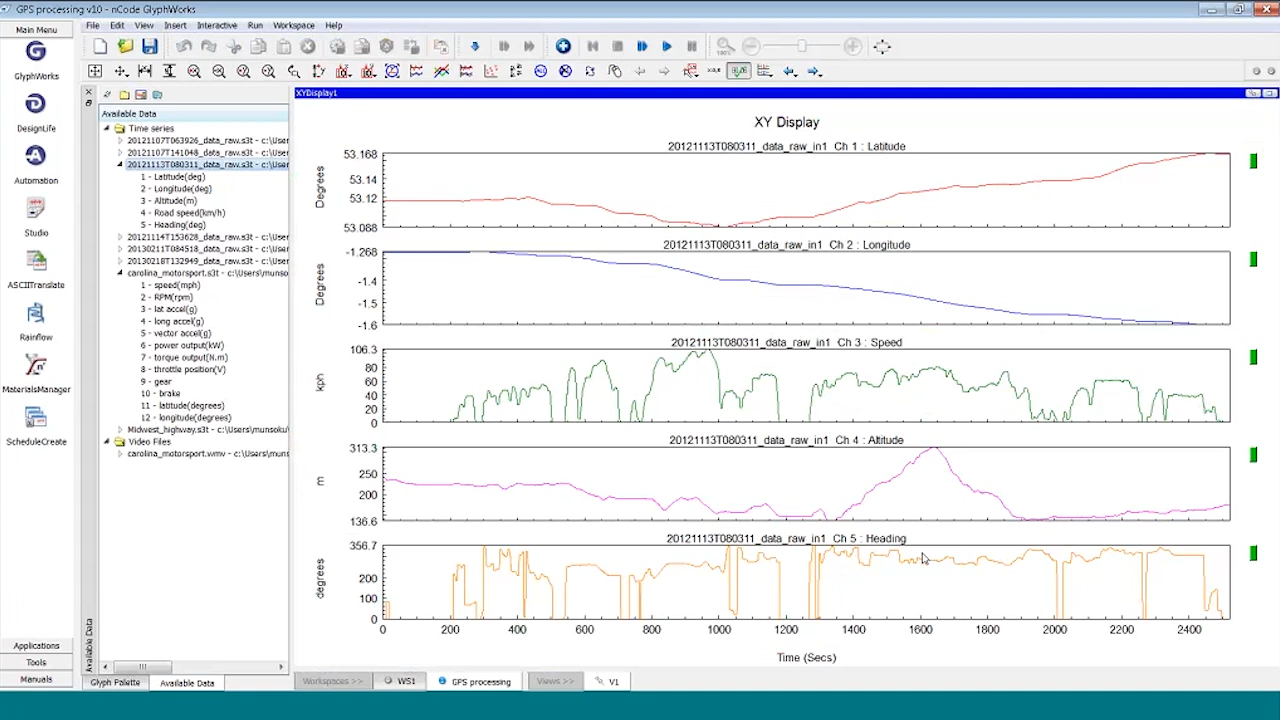 GPS processing v10 - nCode GlyphWorks
Main Menu
File Edit View Insert Interactive Run Workspace Help
GlyphWorks
DesignLife
Automation
Studio
ASCIITranslate
Rainflow
MaterialsManager
ScheduleCreate
Applications
Tools
Manuals
100%
Available Data
Time series
20121107T063926_data_raw.s3t - c:\User
20121107T141048_data_raw.s3t - c:\User
20121113T080311_data_raw.s3t - c:\User
1 - Latitude(deg)
2 - Longitude(deg)
3 - Altitude(m)
4 - Road speed(km/h)
5 - Heading(deg)
20121114T153628_data_raw.s3t - c:\User
20130211T084518_data_raw.s3t - c:\User
20130218T132949_data_raw.s3t - c:\User
carolina_motorsport.s3t - c:\Users\munso
1 - speed(mph)
2 - RPM(rpm)
3 - lat accel(g)
4 - long accel(g)
5 - vector accel(g)
6 - power output(kW)
7 - torque output(N.m)
8 - throttle position(V)
9 - gear
10 - brake
11 - latitude(degrees)
12 - longitude(degrees)
Midwest_highway.s3t - c:\Users\munsoku
Video Files
carolina_motorsport.wmv - c:\Users\muns
Available Data
Glyph Palette Available Data
XYDisplay1
XY Display
20121113T080311_data_raw_in1 Ch 1 : Latitude
53.168
53.14
53.12
53.088
Degrees
20121113T080311_data_raw_in1 Ch 2 : Longitude
-1.268
-1.4
-1.5
-1.6
Degrees
20121113T080311_data_raw_in1 Ch 3 : Speed
106.3
80
60
40
20
0
kph
20121113T080311_data_raw_in1 Ch 4 : Altitude
313.3
250
200
136.6
m
20121113T080311_data_raw_in1 Ch 5 : Heading
356.7
200
100
0
degrees
0 200 400 600 800 1000 1200 1400 1600 1800 2000 2200 2400
Time (Secs)
Workspaces >> WS1 GPS processing Views >> V1